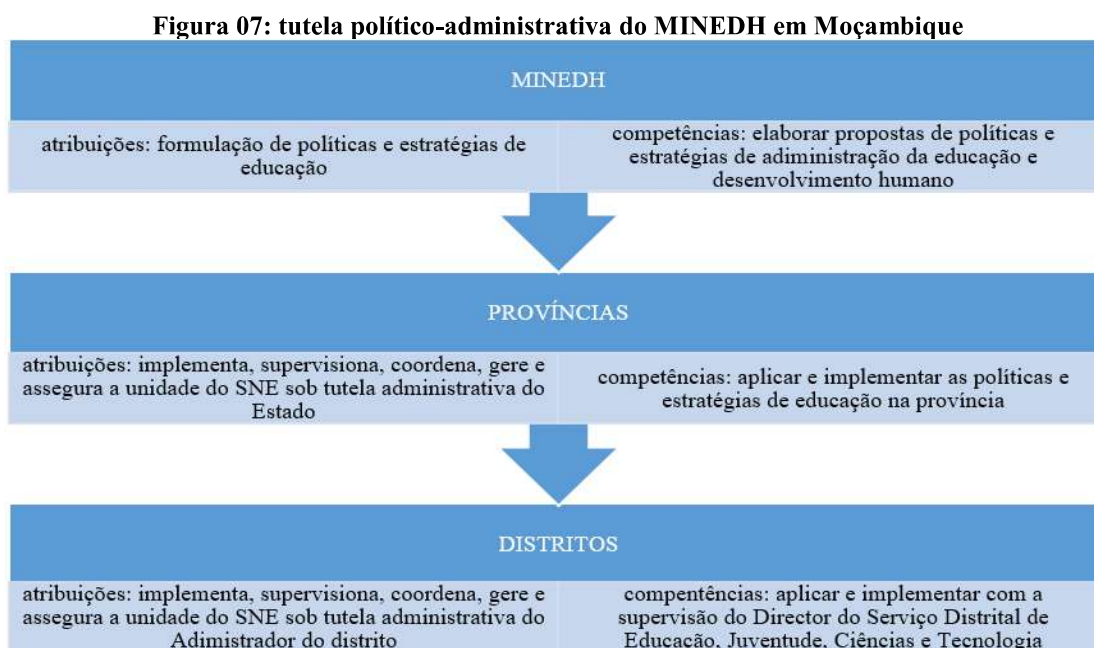 Figura 07: tutela político-administrativa do MINEDH em Moçambique
MINEDH
atribuições: formulação de políticas e estratégias de
educação
competências: elaborar propostas de políticas e
estratégias de adiministração da educação e
desenvolvimento humano
PROVÍNCIAS
atribuições: implementa, supervisiona, coordena, gere e
assegura a unidade do SNE sob tutela administrativa do
Estado
competências: aplicar e implementar as políticas e
estratégias de educação na província
DISTRITOS
atribuições: implementa, supervisiona, coordena, gere e
assegura a unidade do SNE sob tutela administrativa do
Adimistrador do distrito
compentências: aplicar e implementar com a
supervisão do Director do Serviço Distrital de
Educação, Juventude, Ciências e Tecnologia